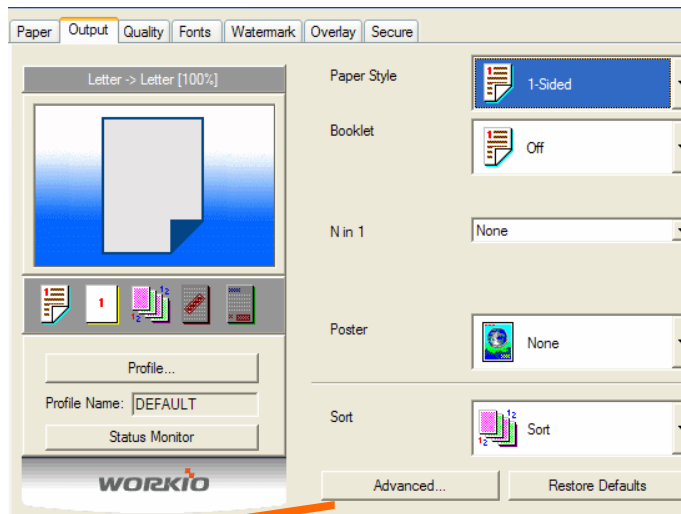 Paper Output Quality Fonts Watermark Overlay Secure
Letter -> Letter [100%]
Paper Style
1-Sided
Booklet
Off
N in 1
None
1
Poster
None
Profile...
Profile Name: DEFAULT
Status Monitor
Sort
Sort
WORKIO
Advanced...
Restore Defaults